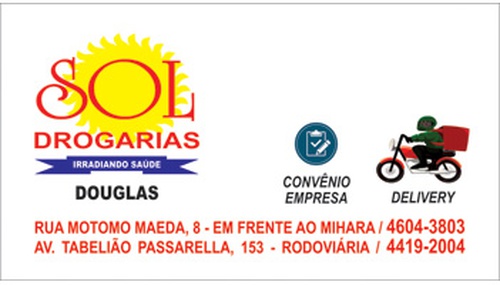 SOL
DROGARIAS
IRRADIANDO SAÚDE
DOUGLAS
CONVÊNIO
EMPRESA
DELIVERY
RUA MOTOMO MAEDA, 8 - EM FRENTE AO MIHARA / 4604-3803
AV. TABELIÃO PASSARELLA, 153 - RODOVIÁRIA / 4419-2004